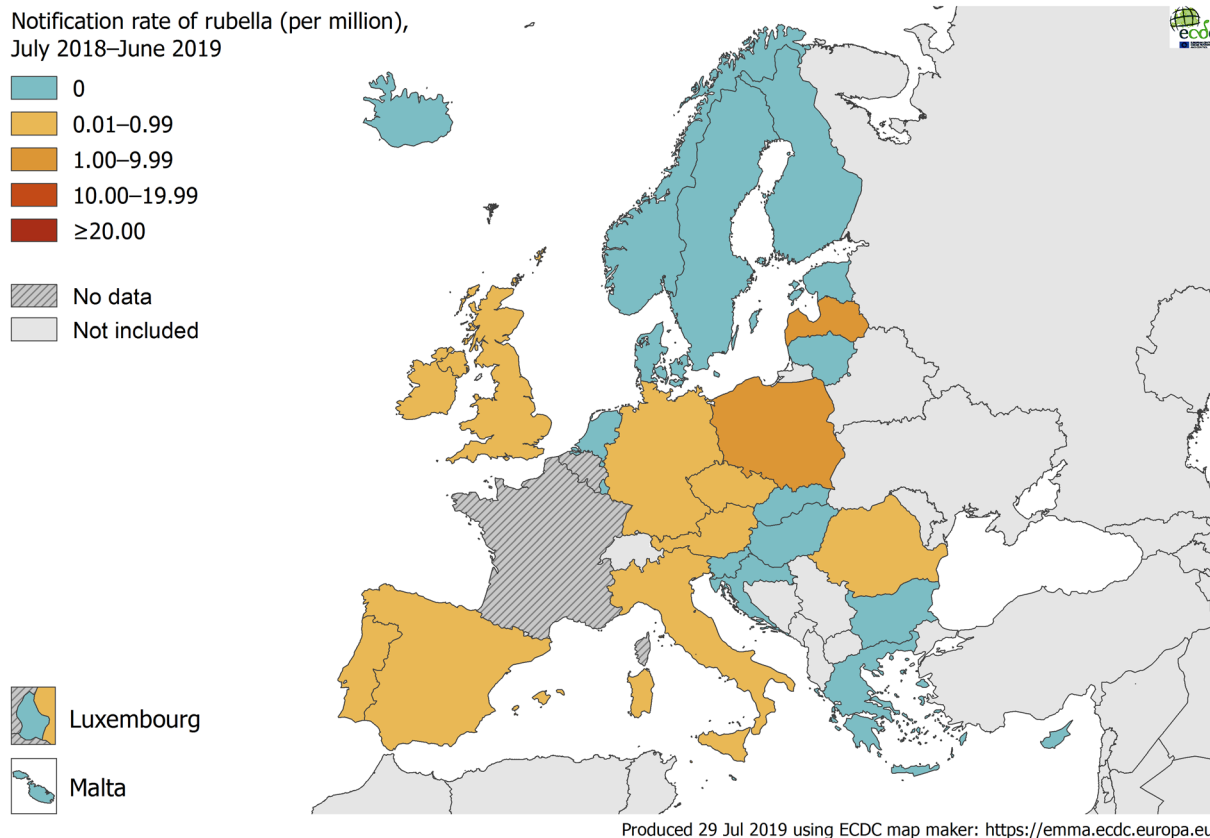 Notification rate of rubella (per million),
July 2018–June 2019
0
0.01–0.99
1.00–9.99
10.00–19.99
≥20.00
No data
Not included
Luxembourg
Malta
ecdc
Produced 29 Jul 2019 using ECDC map maker: https://emma.ecdc.europa.eu